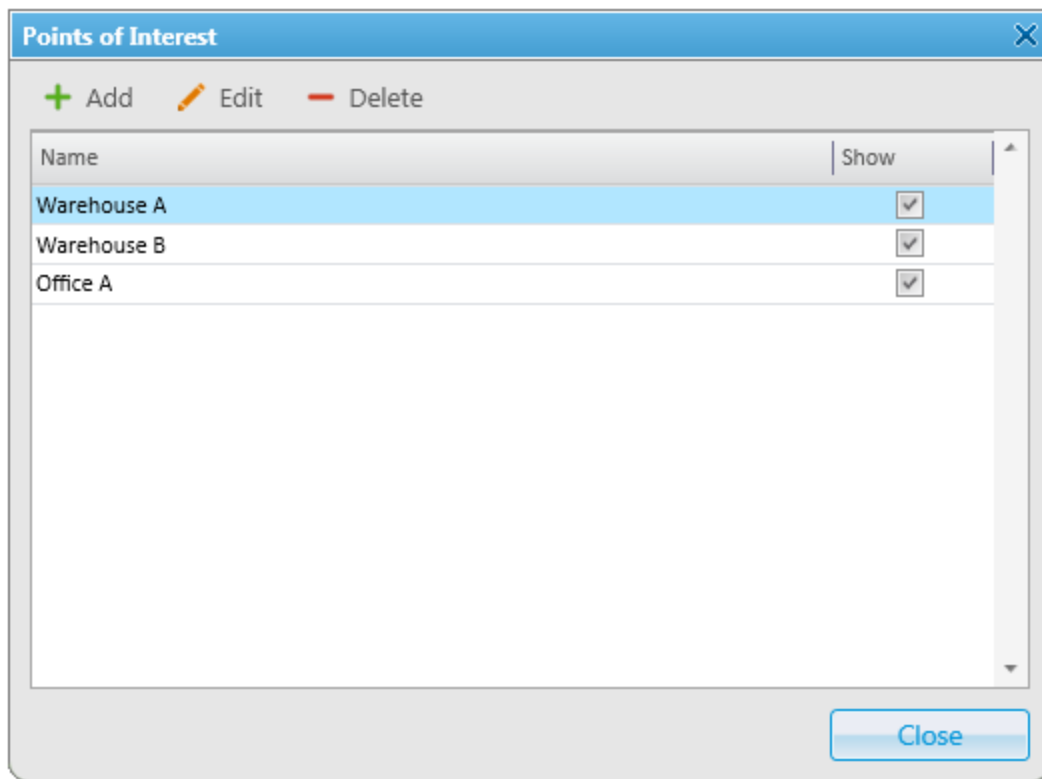 Points of Interest
Add Edit Delete
Name Show
Warehouse A
Warehouse B
Office A
Close